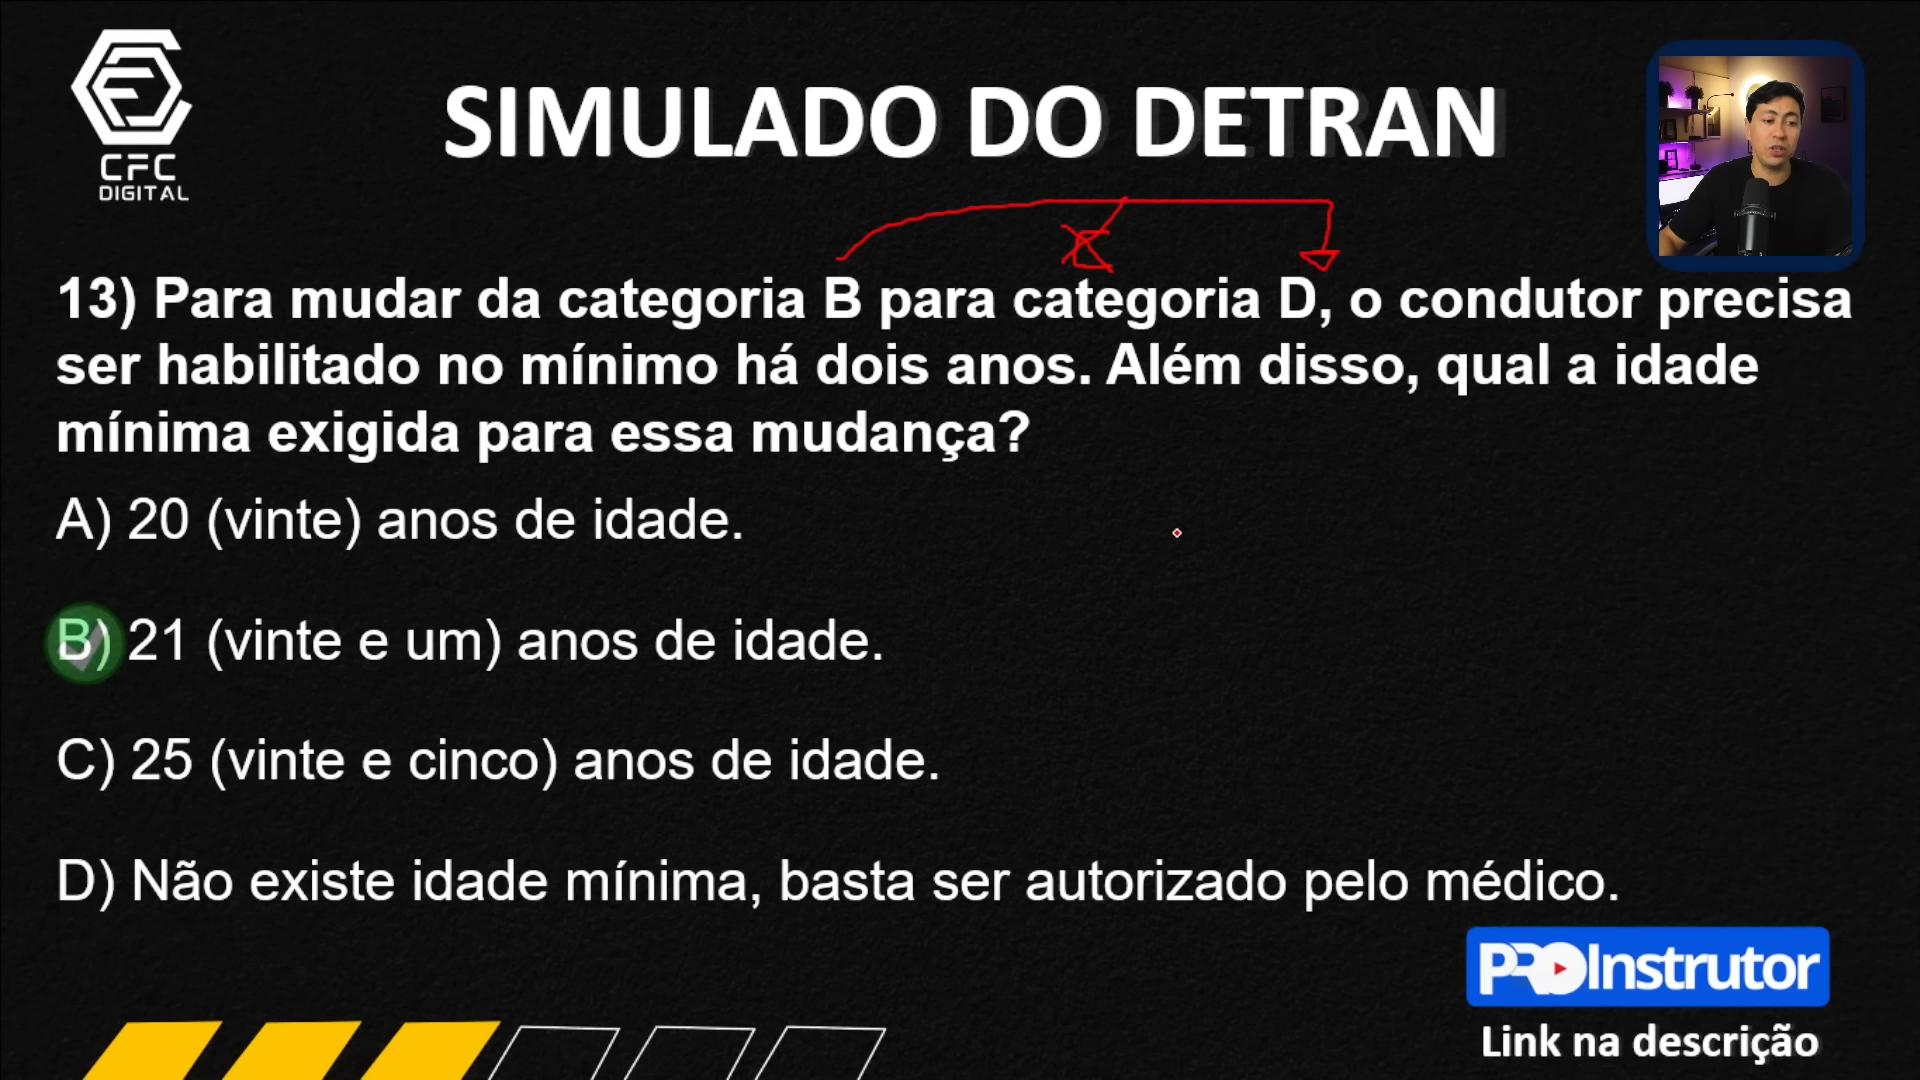 CFC
DIGITAL
SIMULADO DO DETRAN
C
13) Para mudar da categoria B para categoria D, o condutor precisa
ser habilitado no mínimo há dois anos. Além disso, qual a idade
mínima exigida para essa mudança?
A) 20 (vinte) anos de idade.
B) 21 (vinte e um) anos de idade.
C) 25 (vinte e cinco) anos de idade.
D) Não existe idade mínima, basta ser autorizado pelo médico.
PROInstrutor
Link na descrição